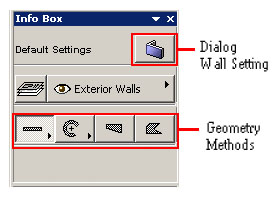 Info Box
Default Settings
Dialog
Wall Setting
Exterior Walls
Geometry
Methods